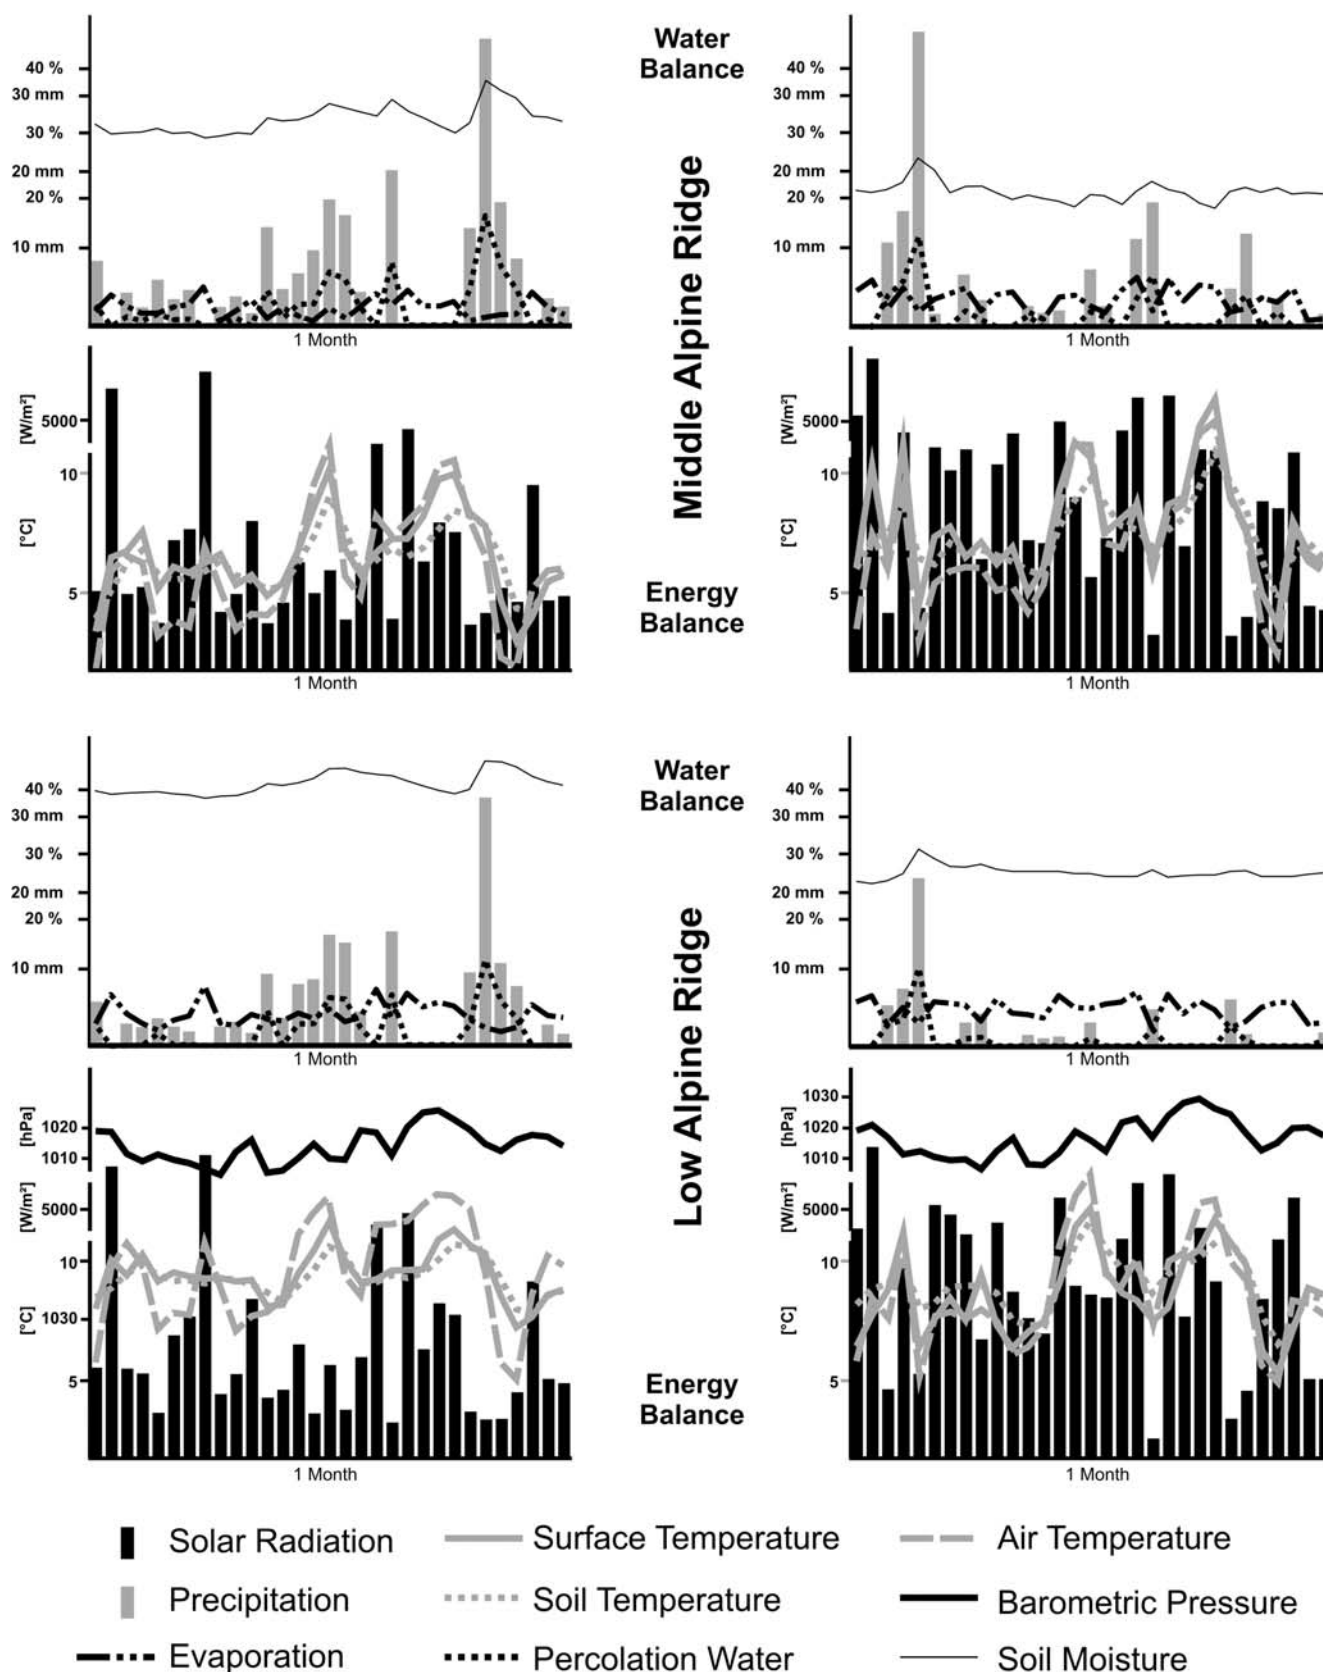 Water
Balance
40 %
30 mm
30 %
20 mm
20 %
10 mm
1 Month
40 %
30 mm
30 %
20 mm
20 %
10 mm
1 Month
Middle Alpine Ridge
[W/m²]
5000
10
[°C]
5
1 Month
[W/m²]
5000
10
[°C]
5
1 Month
Energy
Balance
Water
Balance
40 %
30 mm
30 %
20 mm
20 %
10 mm
1 Month
40 %
30 mm
30 %
20 mm
20 %
10 mm
1 Month
Low Alpine Ridge
[hPa]
1020
1010
[W/m²]
5000
10
1030
[°C]
5
1 Month
[hPa]
1030
1020
1010
[W/m²]
5000
10
[°C]
5
1 Month
Energy
Balance
Solar Radiation
Surface Temperature
Air Temperature
Precipitation
Soil Temperature
Barometric Pressure
Evaporation
Percolation Water
Soil Moisture